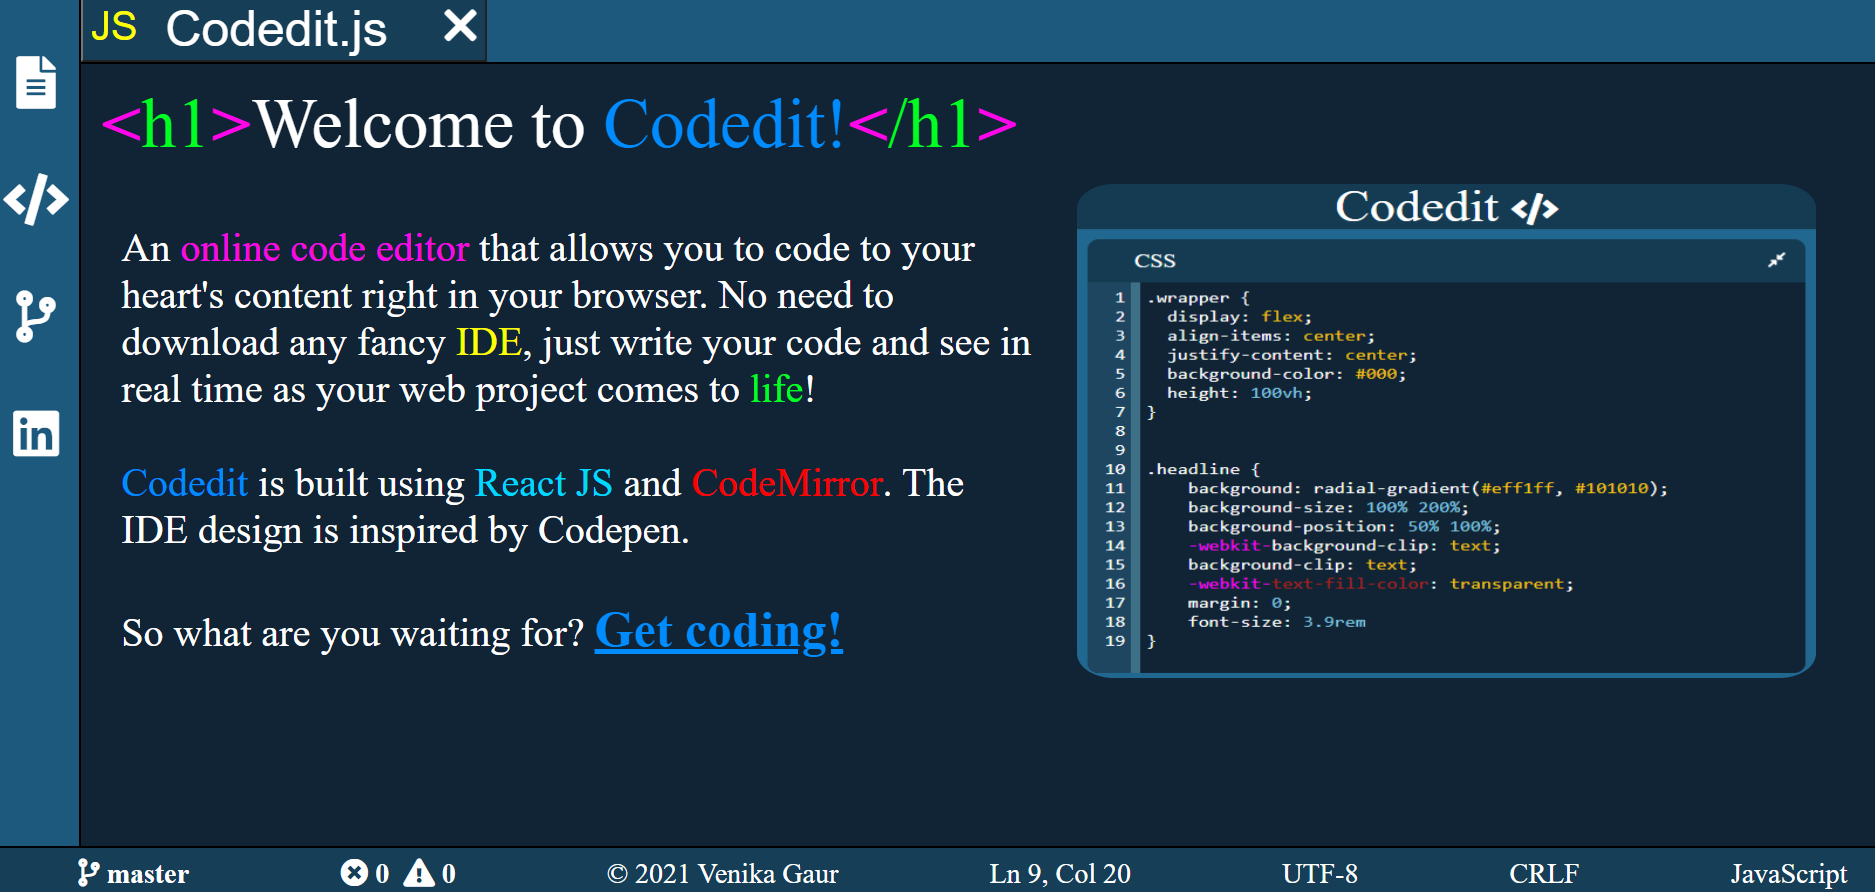 JS Codedit.js
<h1>Welcome to Codedit!</h1>
An online code editor that allows you to code to your
heart's content right in your browser. No need to
download any fancy IDE, just write your code and see in
real time as your web project comes to life!
Codedit is built using React JS and CodeMirror. The
IDE design is inspired by Codepen.
So what are you waiting for? Get coding!
in
Codedit </>
CSS
1 .wrapper {
2 display: flex;
3 align-items: center;
4 justify-content: center;
5 background-color: #000;
6 height: 100vh;
7 }
8
9
10 .headline {
11 background: radial-gradient(#eff1ff, #101010);
12 background-size: 100% 200%;
13 background-position: 50% 100%;
14 -webkit-background-clip: text;
15 background-clip: text;
16 -webkit-text-fill-color: transparent;
17 margin: 0;
18 font-size: 3.9rem
19 }
master 0 0 © 2021 Venika Gaur Ln 9, Col 20 UTF-8 CRLF JavaScript